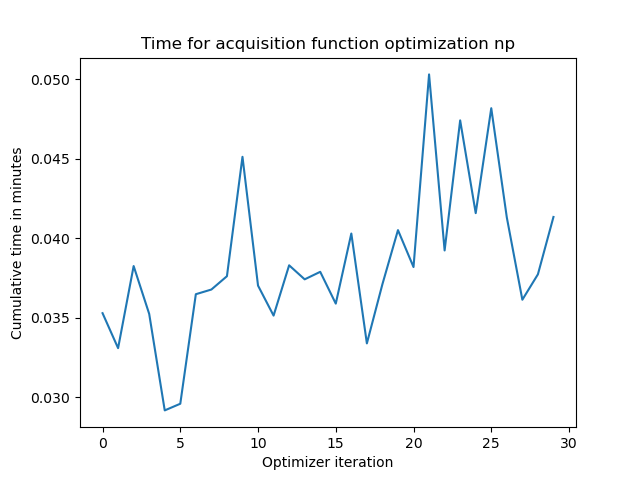 Time for acquisition function optimization np
0.050
0.045
0.040
0.035
0.030
Cumulative time in minutes
0 5 10 15 20 25 30
Optimizer iteration